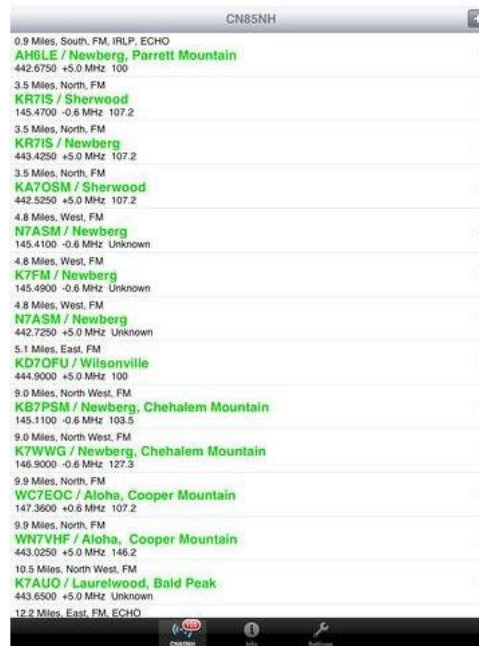 CN85NH
0.9 Miles, South, FM, IRLP, ECHO
AH6LE / Newberg, Parrett Mountain
442.6750 +5.0 MHz 100
3.5 Miles, North, FM
KR7IS / Sherwood
145.4700 -0.6 MHz 107.2
3.5 Miles, North, FM
KR7IS / Newberg
443.4250 +5.0 MHz 107.2
3.5 Miles, North, FM
KA7OSM / Sherwood
442.5250 +5.0 MHz 107.2
4.8 Miles, West, FM
N7ASM / Newberg
145.4100 -0.6 MHz Unknown
4.8 Miles, West, FM
K7FM / Newberg
145.4900 -0.6 MHz Unknown
4.8 Miles, West, FM
N7ASM / Newberg
442.7250 +5.0 MHz Unknown
5.1 Miles, East, FM
KD7OFU / Wilsonville
444.9000 +5.0 MHz 100
9.0 Miles, North West, FM
KB7PSM / Newberg, Chehalem Mountain
145.1100 -0.6 MHz 103.5
9.0 Miles, North West, FM
K7WWG / Newberg, Chehalem Mountain
146.9000 -0.6 MHz 127.3
9.9 Miles, North, FM
WC7EOC / Aloha, Cooper Mountain
147.3600 +0.6 MHz 107.2
9.9 Miles, North, FM
WN7VHF / Aloha, Cooper Mountain
443.0250 +5.0 MHz 146.2
10.5 Miles, North West, FM
K7AUO / Laurelwood, Bald Peak
443.6500 +5.0 MHz Unknown
12.2 Miles, East, FM, ECHO
CN85NH Info Settings